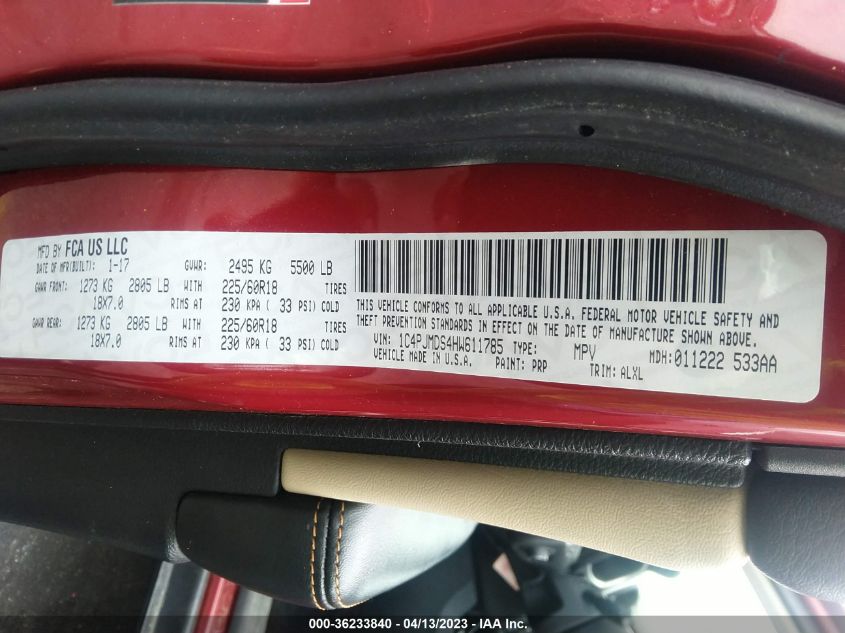 MFD BY FCA US LLC
DATE OF MFR(BUILT): 1-17 GVWR: 2495 KG 5500 LB
GAWR FRONT: 1273 KG 2805 LB WITH 225/60R18 TIRES
18X7.0 RIMS AT 230 KPA ( 33 PSI) COLD
GAWR REAR: 1273 KG 2805 LB WITH 225/60R18 TIRES
18X7.0 RIMS AT 230 KPA ( 33 PSI) COLD
THIS VEHICLE CONFORMS TO ALL APPLICABLE U.S.A. FEDERAL MOTOR VEHICLE SAFETY AND
THEFT PREVENTION STANDARDS IN EFFECT ON THE DATE OF MANUFACTURE SHOWN ABOVE.
VIN: 1C4PJMDS4HW611785 TYPE: MPV MDH: 011222 533AA
VEHICLE MADE IN U.S.A. PAINT: PRP TRIM: ALXL
000-36233840 - 04/13/2023 - IAA Inc.